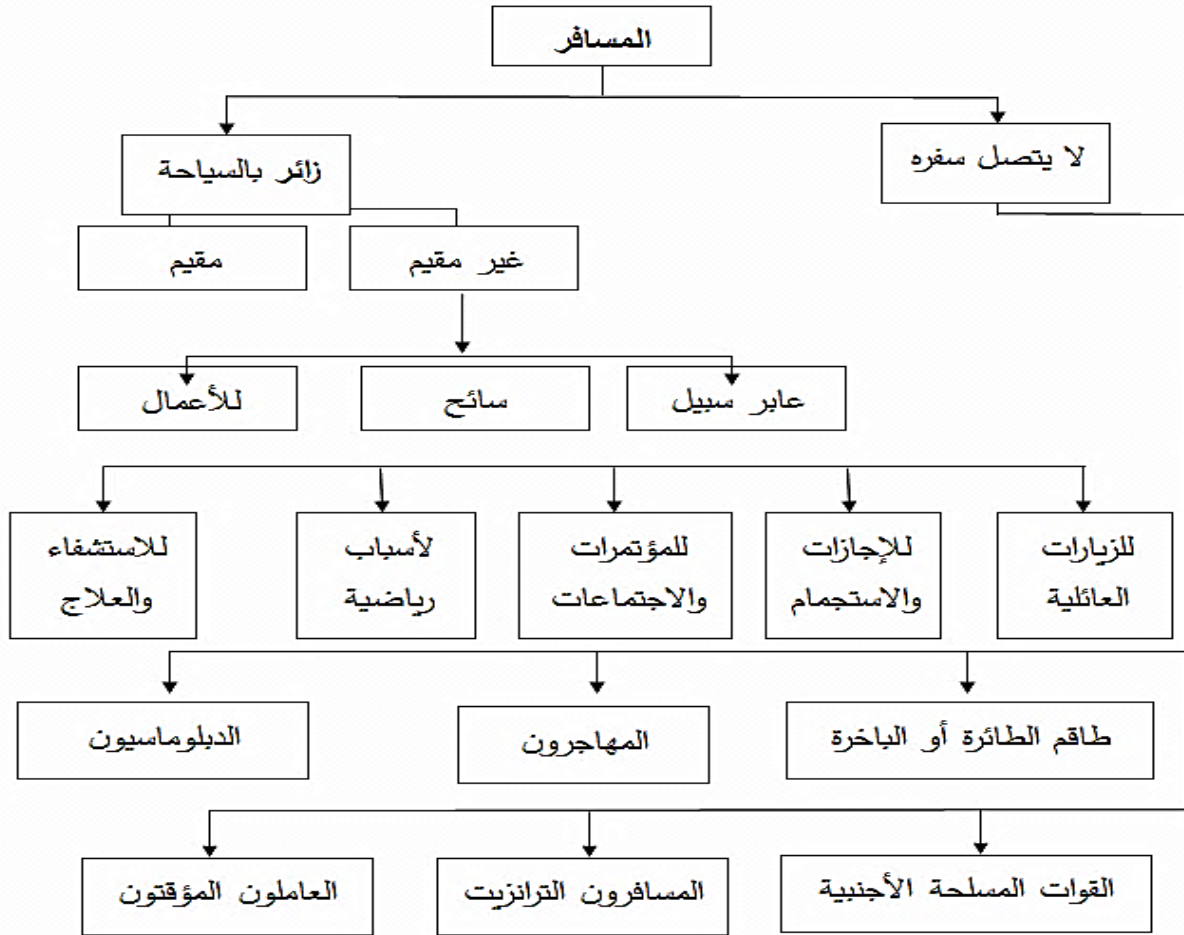 المسافر
لا يتصل سفره
زائر بالسياحة
غير مقيم
مقيم
عابر سبيل
سائح
للأعمال
للزيارات
العائلية
للإجازات
والاستجمام
للمؤتمرات
والاجتماعات
لأسباب
رياضية
للاستشفاء
والعلاج
طاقم الطائرة أو الباخرة
المهاجرون
الدبلوماسيون
القوات المسلحة الأجنبية
المسافرون الترانزيت
العاملون المؤقتون